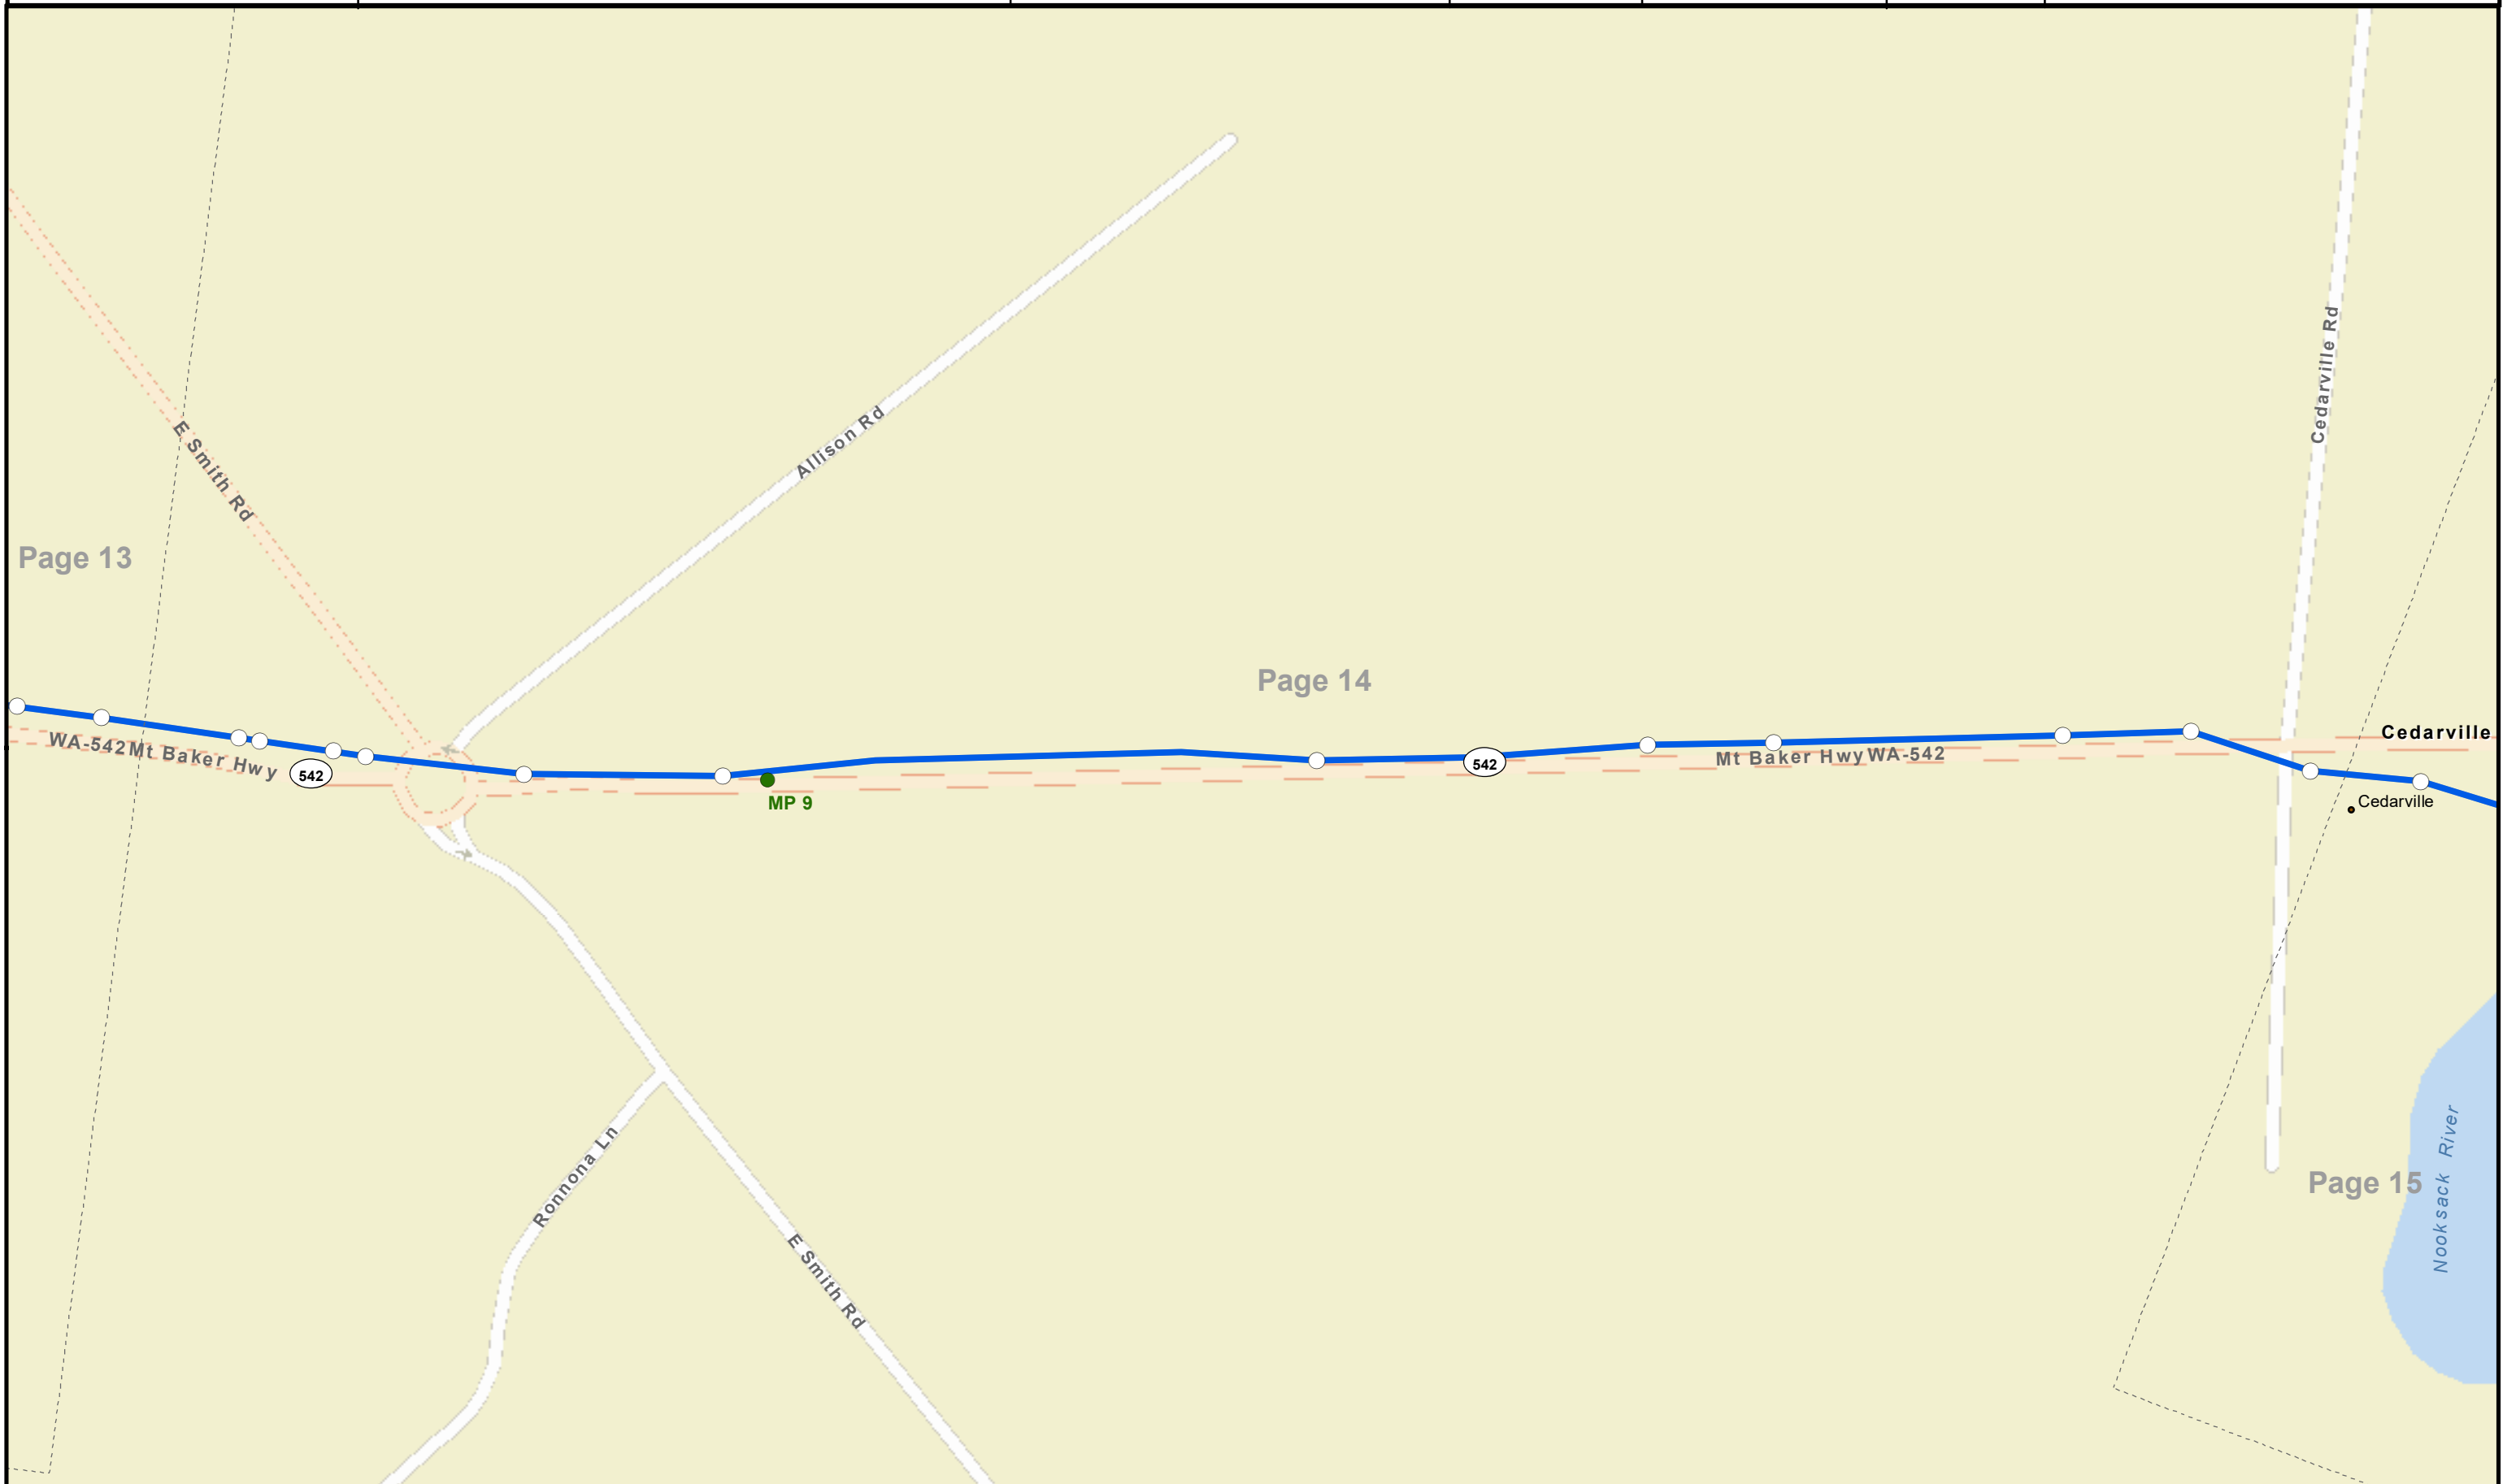 Cedarville Rd
Allison Rd
E Smith Rd
Page 13
Page 14
WA-542 Mt Baker Hwy
542
542
Mt Baker Hwy WA-542
Cedarville
MP 9
Cedarville
Ronnona Ln
E Smith Rd
Page 15
Nooksack River